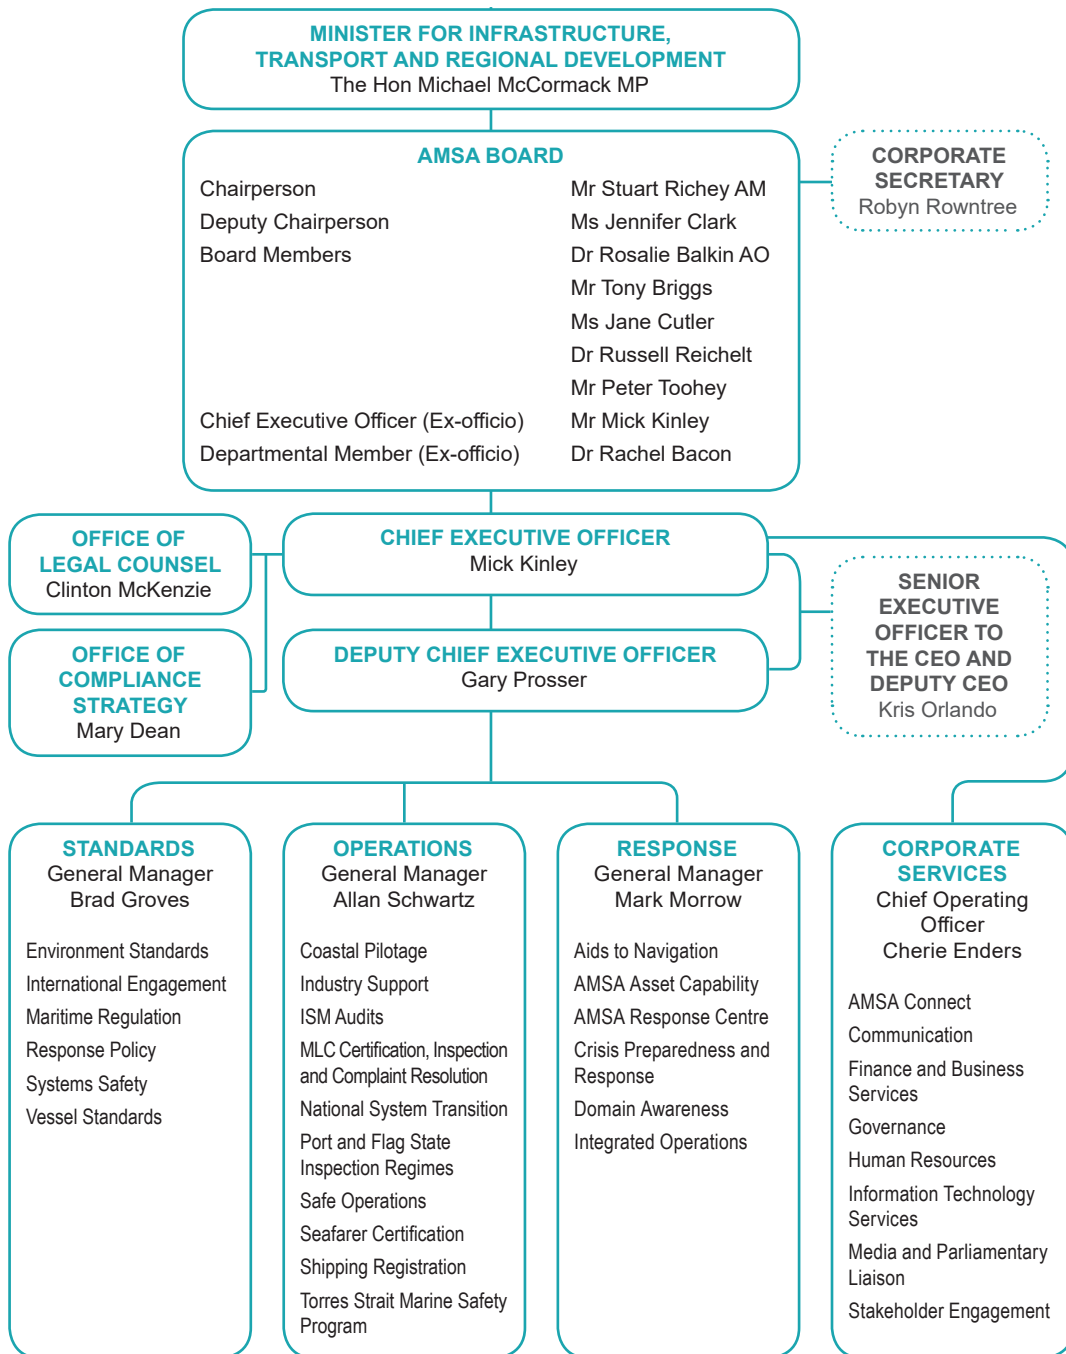 MINISTER FOR INFRASTRUCTURE,
TRANSPORT AND REGIONAL DEVELOPMENT
The Hon Michael McCormack MP
AMSA BOARD
Chairperson Mr Stuart Richey AM
Deputy Chairperson Ms Jennifer Clark
Board Members Dr Rosalie Balkin AO
Mr Tony Briggs
Ms Jane Cutler
Dr Russell Reichelt
Mr Peter Toohey
Chief Executive Officer (Ex-officio) Mr Mick Kinley
Departmental Member (Ex-officio) Dr Rachel Bacon
CORPORATE
SECRETARY
Robyn Rowntree
OFFICE OF
LEGAL COUNSEL
Clinton McKenzie
CHIEF EXECUTIVE OFFICER
Mick Kinley
SENIOR
EXECUTIVE
OFFICER TO
THE CEO AND
DEPUTY CEO
Kris Orlando
OFFICE OF
COMPLIANCE
STRATEGY
Mary Dean
DEPUTY CHIEF EXECUTIVE OFFICER
Gary Prosser
STANDARDS
General Manager
Brad Groves
Environment Standards
International Engagement
Maritime Regulation
Response Policy
Systems Safety
Vessel Standards
OPERATIONS
General Manager
Allan Schwartz
Coastal Pilotage
Industry Support
ISM Audits
MLC Certification, Inspection
and Complaint Resolution
National System Transition
Port and Flag State
Inspection Regimes
Safe Operations
Seafarer Certification
Shipping Registration
Torres Strait Marine Safety
Program
RESPONSE
General Manager
Mark Morrow
Aids to Navigation
AMSA Asset Capability
AMSA Response Centre
Crisis Preparedness and
Response
Domain Awareness
Integrated Operations
CORPORATE
SERVICES
Chief Operating
Officer
Cherie Enders
AMSA Connect
Communication
Finance and Business
Services
Governance
Human Resources
Information Technology
Services
Media and Parliamentary
Liaison
Stakeholder Engagement